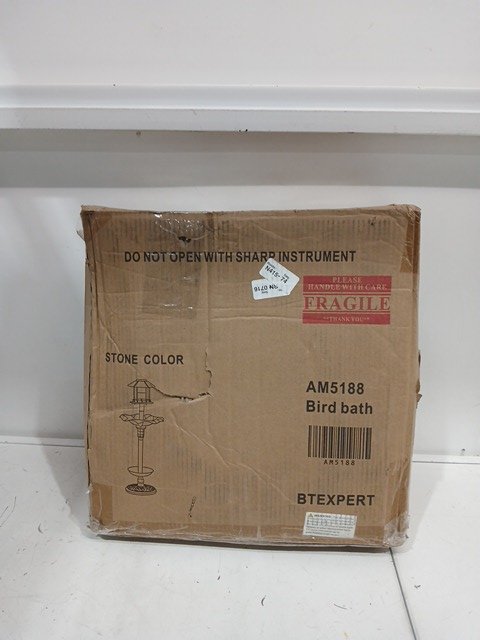 DO NOT OPEN WITH SHARP INSTRUMENT
PLEASE
HANDLE WITH CARE
FRAGILE
"THANK YOU"
STONE COLOR
AM5188
Bird bath
AM5188
BTEXPERT